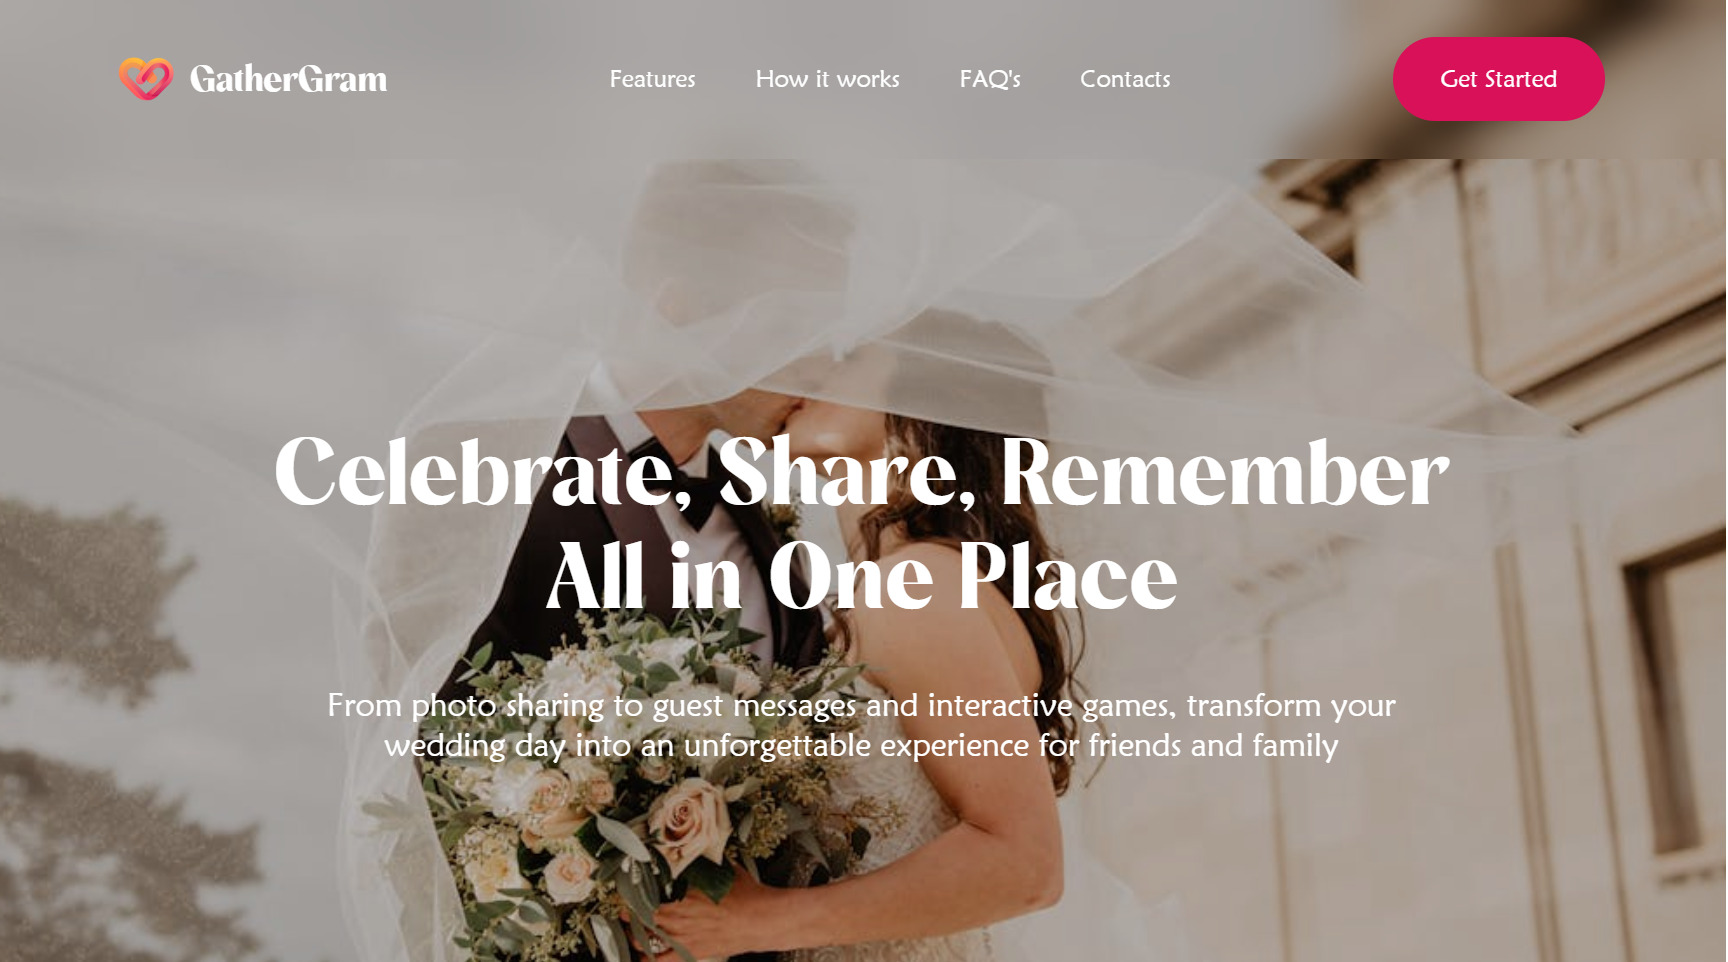 GatherGram
Features
How it works
FAQ's
Contacts
Get Started
Celebrate, Share, Remember
All in One Place
From photo sharing to guest messages and interactive games, transform your
wedding day into an unforgettable experience for friends and family